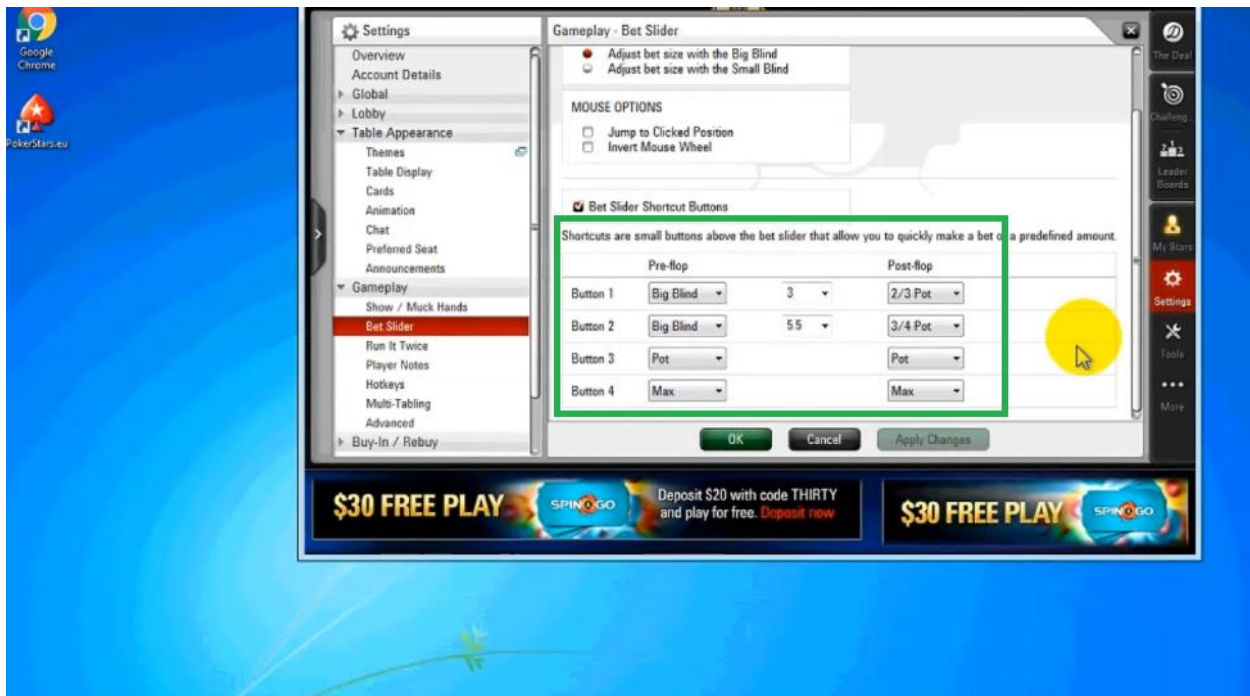 Google
Chrome
PokerStars.eu
Settings
Overview
Account Details
Global
Lobby
Table Appearance
Themes
Table Display
Cards
Animation
Chat
Preferred Seat
Announcements
Gameplay
Show / Muck Hands
Bet Slider
Run It Twice
Player Notes
Hotkeys
Multi-Tabling
Advanced
Buy-In / Rebuy
Gameplay - Bet Slider
Adjust bet size with the Big Blind
Adjust bet size with the Small Blind
MOUSE OPTIONS
Jump to Clicked Position
Invert Mouse Wheel
Bet Slider Shortcut Buttons
Shortcuts are small buttons above the bet slider that allow you to quickly make a bet of a predefined amount.
Pre-flop Post-flop
Button 1 Big Blind 3 2/3 Pot
Button 2 Big Blind 5.5 3/4 Pot
Button 3 Pot Pot
Button 4 Max Max
OK Cancel Apply Changes
The Deal
Challeng...
Leader
Boards
My Stars
Settings
Tools
More
$30 FREE PLAY
SPIN GO
Deposit $20 with code THIRTY
and play for free. Deposit now
$30 FREE PLAY
SPIN GO